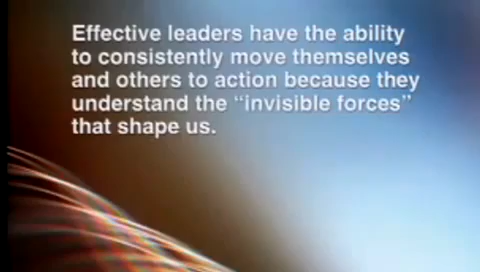 Effective leaders have the ability
to consistently move themselves
and others to action because they
understand the “invisible forces”
that shape us.